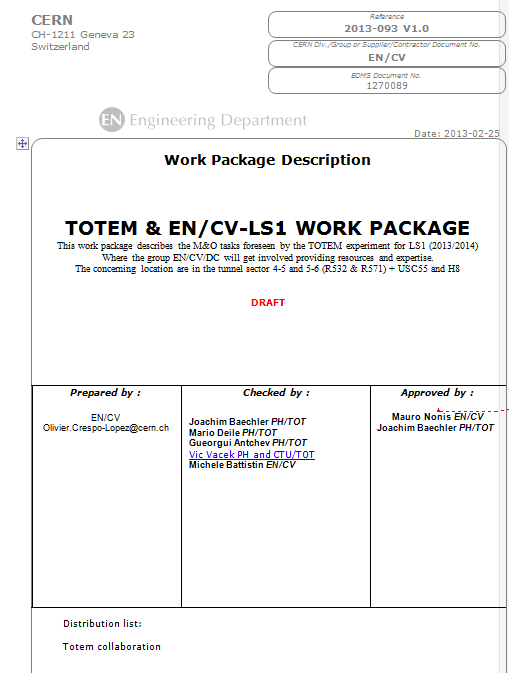 CERN
CH-1211 Geneva 23
Switzerland
Reference
2013-093 V1.0
CERN Div./Group or Supplier/Contractor Document No.
EN/CV
EDMS Document No.
1270089
EN Engineering Department
Date: 2013-02-25
Work Package Description
TOTEM & EN/CV-LS1 WORK PACKAGE
This work package describes the M&O tasks foreseen by the TOTEM experiment for LS1 (2013/2014)
Where the group EN/CV/DC will get involved providing resources and expertise.
The concerning location are in the tunnel sector 4-5 and 5-6 (R532 & R571) + USC55 and H8
DRAFT
Prepared by :
EN/CV
Olivier.Crespo-Lopez@cern.ch
Checked by :
Joachim Baechler PH/TOT
Mario Deile PH/TOT
Gueorgui Antchev PH/TOT
Vic Vacek PH and CTU/TOT
Michele Battistin EN/CV
Approved by :
Mauro Nonis EN/CV
Joachim Baechler PH/TOT
Distribution list:
Totem collaboration